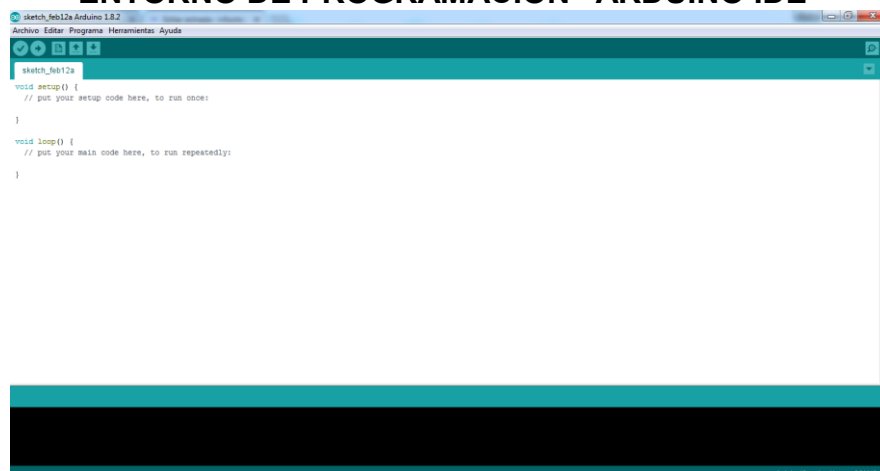 ENTORNO DE PROGRAMACIÓN - ARDUINO IDE
sketch_feb12a Arduino 1.8.2
Archivo Editar Programa Herramientas Ayuda
sketch_feb12a
void setup() {
// put your setup code here, to run once:
}
void loop() {
// put your main code here, to run repeatedly:
}